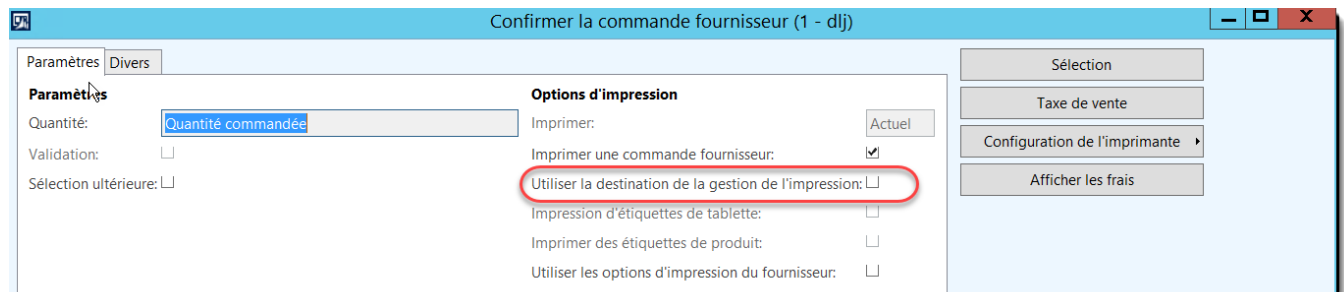 Confirmer la commande fournisseur (1 - dlj)
Paramètres Divers
Paramètres
Quantité: Quantité commandée
Validation:
Sélection ultérieure:
Options d'impression
Imprimer: Actuel
Imprimer une commande fournisseur:
Utiliser la destination de la gestion de l'impression:
Impression d'étiquettes de tablette:
Imprimer des étiquettes de produit:
Utiliser les options d'impression du fournisseur:
Sélection
Taxe de vente
Configuration de l'imprimante
Afficher les frais